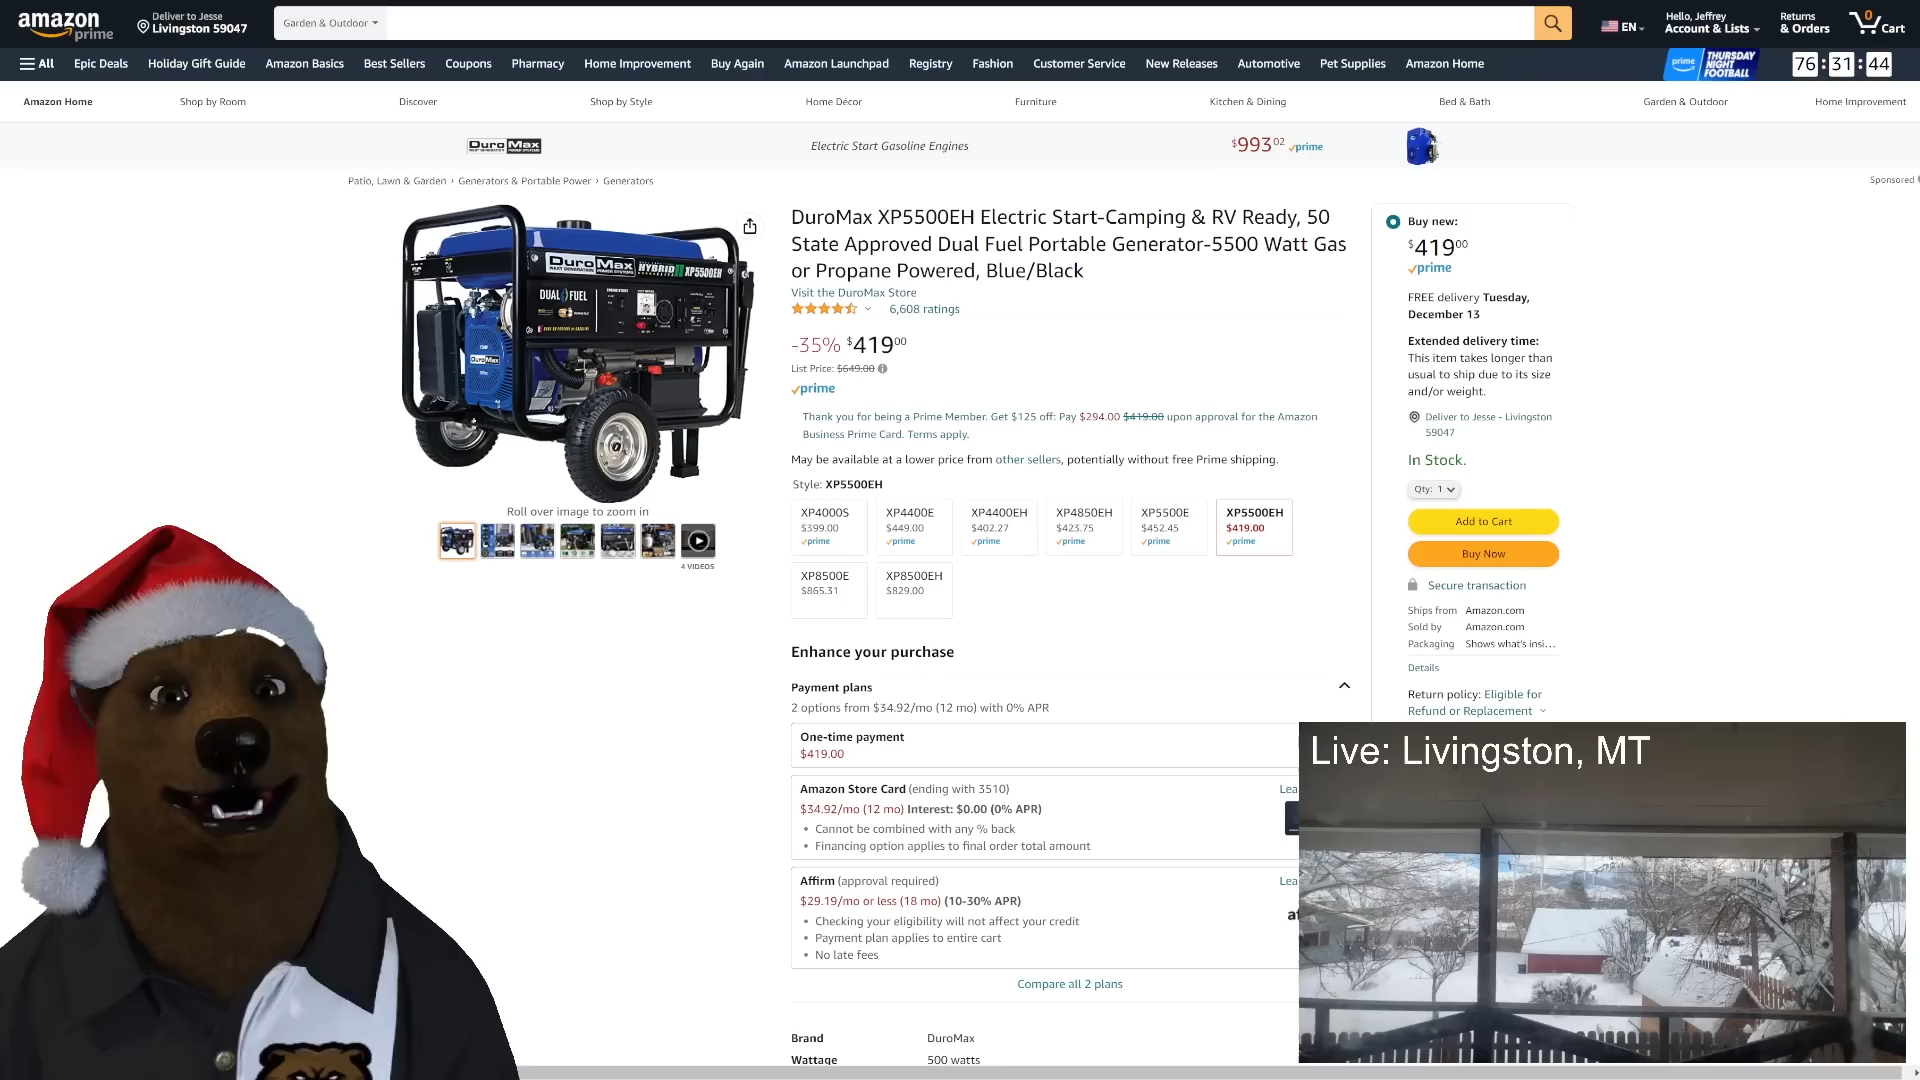 amazon prime
Deliver to Jesse
Livingston 59047
Garden & Outdoor
EN
Hello, Jeffrey
Account & Lists
Returns
& Orders
0
Cart
All
Epic Deals
Holiday Gift Guide
Amazon Basics
Best Sellers
Coupons
Pharmacy
Home Improvement
Buy Again
Amazon Launchpad
Registry
Fashion
Customer Service
New Releases
Automotive
Pet Supplies
Amazon Home
prime
THURSDAY
NIGHT
FOOTBALL
76:31:44
Amazon Home
Shop by Room
Discover
Shop by Style
Home Décor
Furniture
Kitchen & Dining
Bed & Bath
Garden & Outdoor
Home Improvement
DuroMax
Electric Start Gasoline Engines
$993 02 prime
Patio, Lawn & Garden › Generators & Portable Power › Generators
Sponsored
DuroMax
HYBRID XP5500EH
DUAL FUEL
DuroMax
Roll over image to zoom in
4 VIDEOS
DuroMax XP5500EH Electric Start-Camping & RV Ready, 50
State Approved Dual Fuel Portable Generator-5500 Watt Gas
or Propane Powered, Blue/Black
Visit the DuroMax Store
6,608 ratings
-35% $419 00
List Price: $649.00
prime
Thank you for being a Prime Member. Get $125 off: Pay $294.00 $419.00 upon approval for the Amazon
Business Prime Card. Terms apply.
May be available at a lower price from other sellers, potentially without free Prime shipping.
Style: XP5500EH
XP4000S
$399.00
prime
XP4400E
$449.00
prime
XP4400EH
$402.27
prime
XP4850EH
$423.75
prime
XP5500E
$452.45
prime
XP5500EH
$419.00
prime
XP8500E
$865.31
XP8500EH
$829.00
Enhance your purchase
Payment plans
2 options from $34.92/mo (12 mo) with 0% APR
One-time payment
$419.00
Amazon Store Card (ending with 3510)
Lea
$34.92/mo (12 mo) Interest: $0.00 (0% APR)
• Cannot be combined with any % back
• Financing option applies to final order total amount
Affirm (approval required)
Lea
$29.19/mo or less (18 mo) (10-30% APR)
af
• Checking your eligibility will not affect your credit
• Payment plan applies to entire cart
• No late fees
Compare all 2 plans
Brand DuroMax
Wattage 500 watts
Buy new:
$419 00
prime
FREE delivery Tuesday,
December 13
Extended delivery time:
This item takes longer than
usual to ship due to its size
and/or weight.
Deliver to Jesse - Livingston
59047
In Stock.
Qty: 1
Add to Cart
Buy Now
Secure transaction
Ships from Amazon.com
Sold by Amazon.com
Packaging Shows what's insi...
Details
Return policy: Eligible for
Refund or Replacement
Live: Livingston, MT